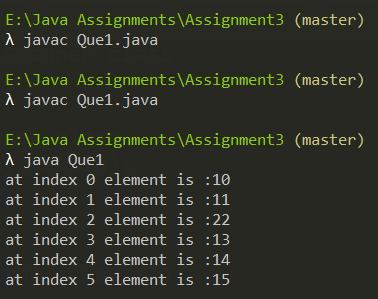 E:\Java Assignments\Assignment3 (master)
λ javac Que1.java
E:\Java Assignments\Assignment3 (master)
λ javac Que1.java
E:\Java Assignments\Assignment3 (master)
λ java Que1
at index 0 element is :10
at index 1 element is :11
at index 2 element is :22
at index 3 element is :13
at index 4 element is :14
at index 5 element is :15